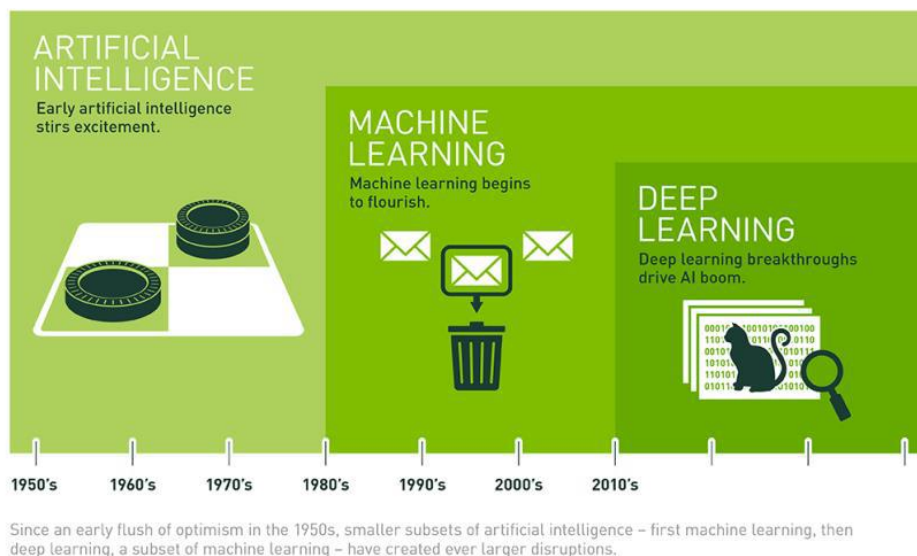 ARTIFICIAL
INTELLIGENCE
Early artificial intelligence
stirs excitement.
MACHINE
LEARNING
Machine learning begins
to flourish.
DEEP
LEARNING
Deep learning breakthroughs
drive AI boom.
1950's
1960's
1970's
1980's
1990's
2000's
2010's
Since an early flush of optimism in the 1950s, smaller subsets of artificial intelligence – first machine learning, then
deep learning, a subset of machine learning – have created ever larger disruptions.